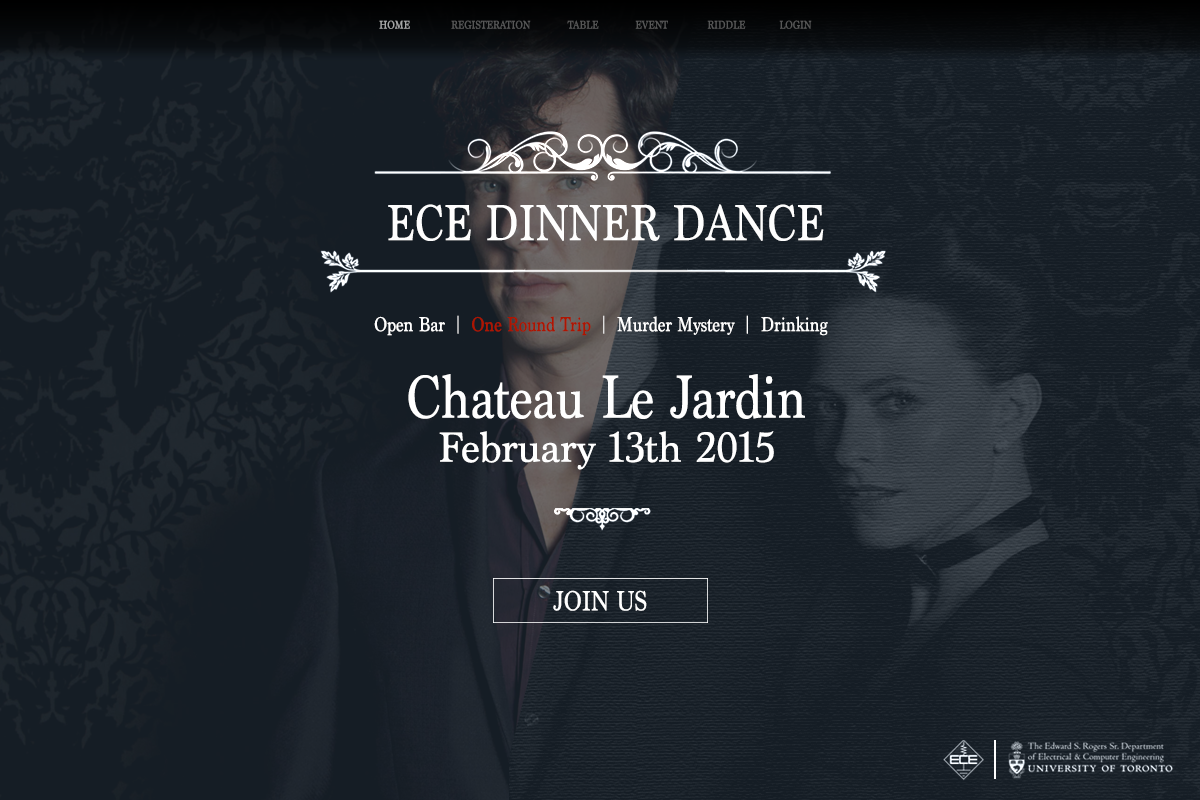 HOME REGISTERATION TABLE EVENT RIDDLE LOGIN
ECE DINNER DANCE
Open Bar | One Round Trip | Murder Mystery | Drinking
Chateau Le Jardin
February 13th 2015
JOIN US
ECE
The Edward S. Rogers Sr. Department
of Electrical & Computer Engineering
UNIVERSITY OF TORONTO